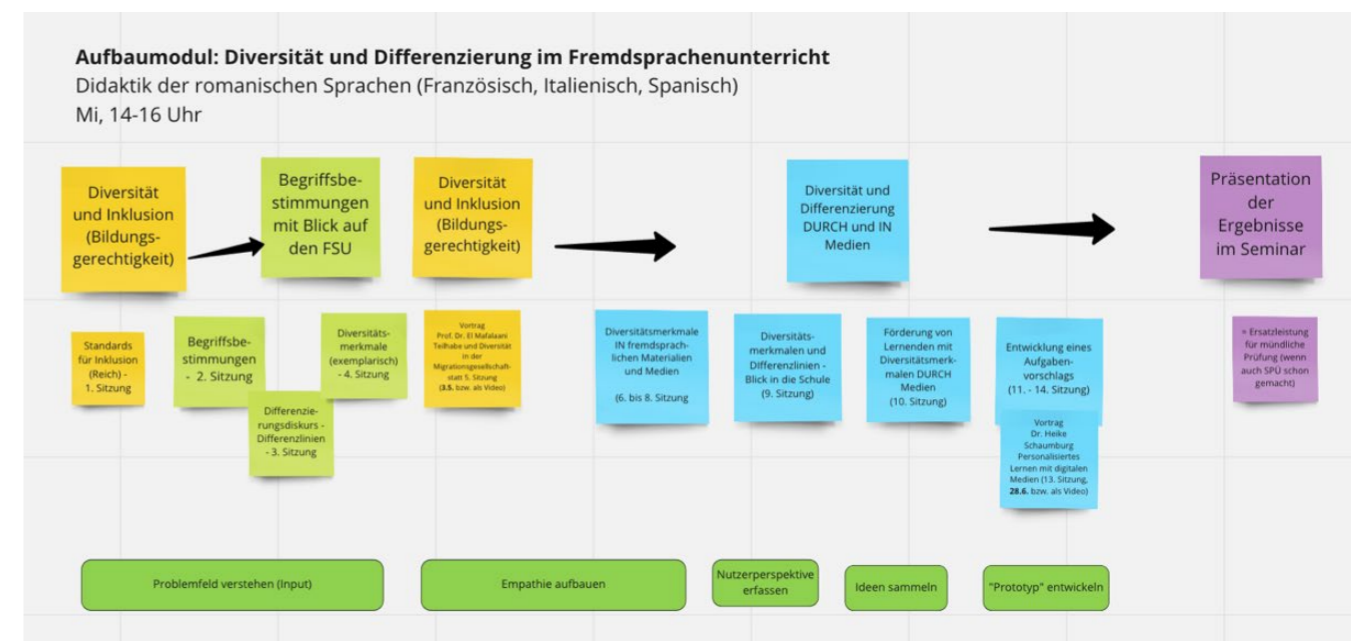 Aufbaumodul: Diversität und Differenzierung im Fremdsprachenunterricht
Didaktik der romanischen Sprachen (Französisch, Italienisch, Spanisch)
Mi, 14-16 Uhr
Diversität
und Inklusion
(Bildungs-
gerechtigkeit)
Begriffsbe-
stimmungen
mit Blick auf
den FSU
Diversität
und Inklusion
(Bildungs-
gerechtigkeit)
Diversität und
Differenzierung
DURCH und IN
Medien
Präsentation
der
Ergebnisse
im Seminar
Standards
für Inklusion
(Reich) -
1. Sitzung
Begriffsbe-
stimmungen
- 2. Sitzung
Differenzie-
rungsdiskurs -
Differenzlinien
- 3. Sitzung
Diversitäts-
merkmale
(exemplarisch)
- 4. Sitzung
Vortrag
Prof. Dr. El Mafalaani
Teilhabe und Diversität
in der
Migrationsgesellschaft-
statt 5. Sitzung
(3.5. bzw. als Video)
Diversitätsmerkmale
IN fremdsprach-
lichen Materialien
und Medien
(6. bis 8. Sitzung
Diversitäts-
merkmalen und
Differenzlinien -
Blick in die Schule
(9. Sitzung)
Förderung von
Lernenden mit
Diversitätsmerk-
malen DURCH
Medien
(10. Sitzung)
Entwicklung eines
Aufgaben-
vorschlags
(11. - 14. Sitzung)
Vortrag
Dr. Heike
Schaumburg
Personalisiertes
Lernen mit digitalen
Medien (13. Sitzung,
28.6. bzw. als Video)
= Ersatzleistung
für mündliche
Prüfung (wenn
auch SPÜ schon
gemacht)
Problemfeld verstehen (Input)
Empathie aufbauen
Nutzerperspektive
erfassen
Ideen sammeln
"Prototyp" entwickeln